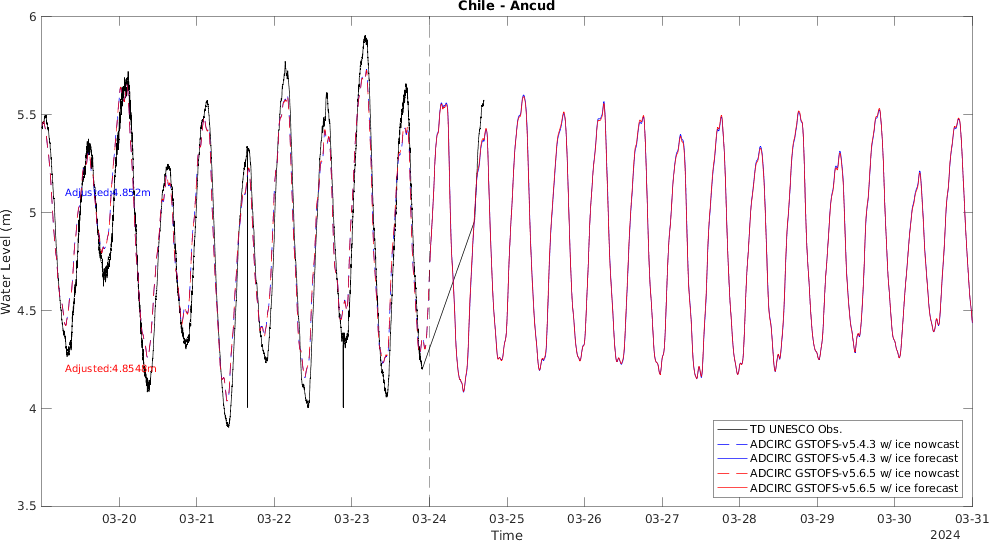 Chile - Ancud
6
5.5
5
4.5
4
3.5
Water Level (m)
Adjusted:4.852m
Adjusted:4.8548m
TD UNESCO Obs.
ADCIRC GSTOFS-v5.4.3 w/ ice nowcast
ADCIRC GSTOFS-v5.4.3 w/ ice forecast
ADCIRC GSTOFS-v5.6.5 w/ ice nowcast
ADCIRC GSTOFS-v5.6.5 w/ ice forecast
03-20 03-21 03-22 03-23 03-24 03-25 03-26 03-27 03-28 03-29 03-30 03-31
Time
2024